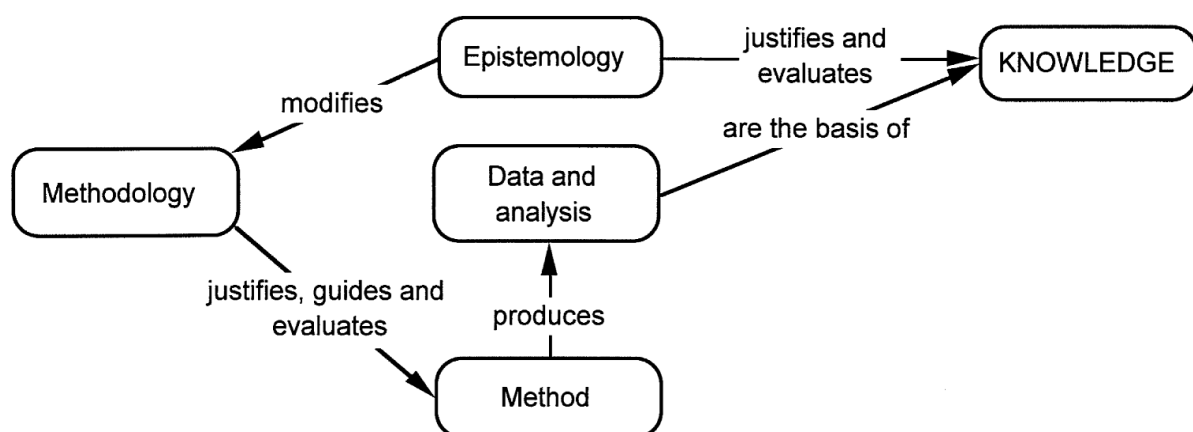 Epistemology
justifies and
evaluates
KNOWLEDGE
modifies
are the basis of
Methodology
Data and
analysis
justifies, guides and
evaluates
produces
Method